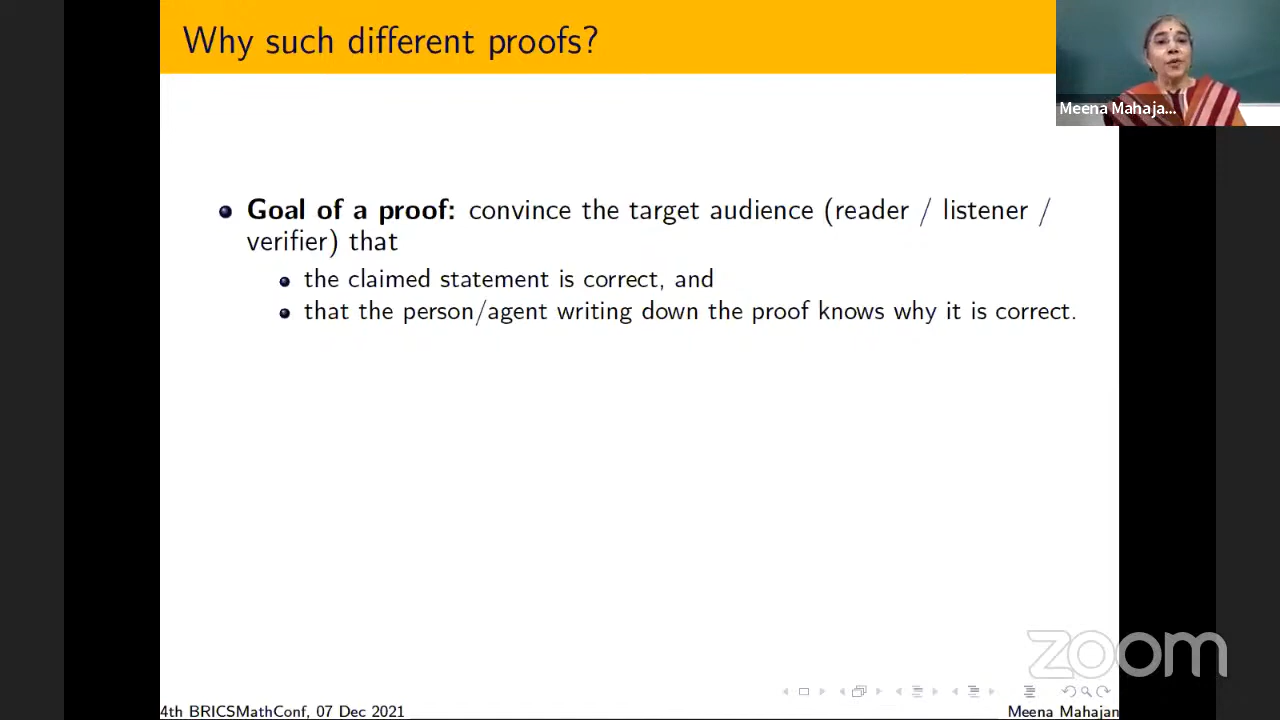 Why such different proofs?
Meena Mahaja...
Goal of a proof: convince the target audience (reader / listener /
verifier) that
the claimed statement is correct, and
that the person/agent writing down the proof knows why it is correct.
zoom
4th BRICSMathConf, 07 Dec 2021
Meena Mahajan